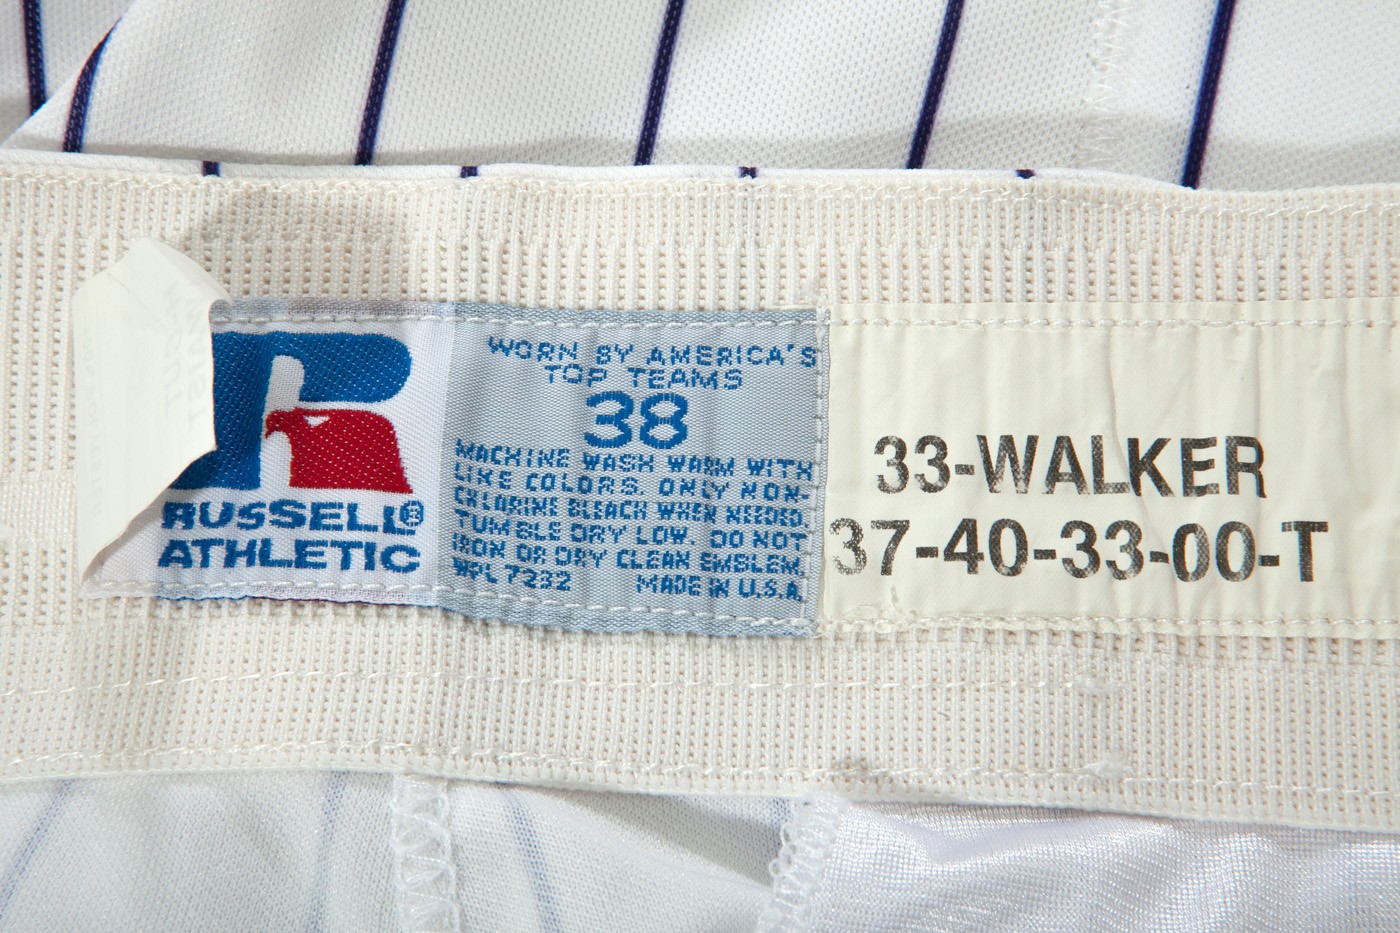 RUSSELL®
ATHLETIC
WORN BY AMERICA'S
TOP TEAMS
38
MACHINE WASH WARM WITH
LIKE COLORS. ONLY NON-
CHLORINE BLEACH WHEN NEEDED.
TUMBLE DRY LOW. DO NOT
IRON OR DRY CLEAN EMBLEM.
WPL 7232 MADE IN U.S.A.
33-WALKER
37-40-33-00-T